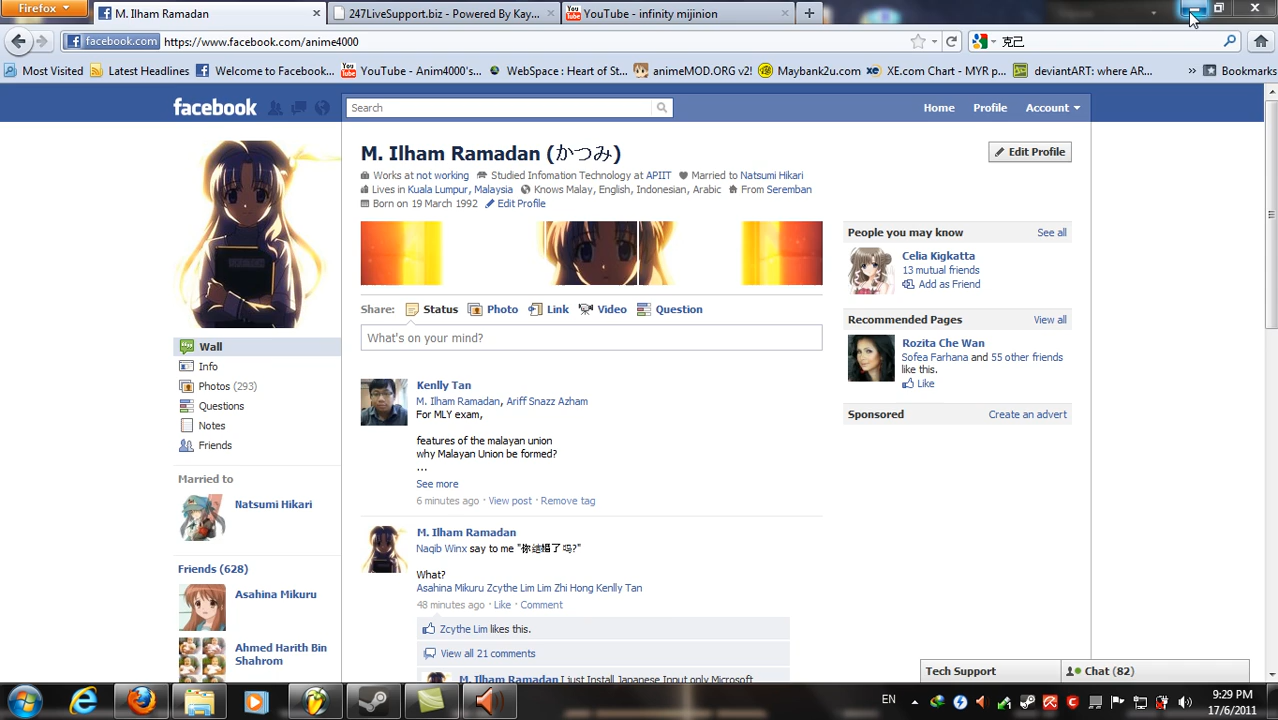 Firefox
M. Ilham Ramadan
247LiveSupport.biz - Powered By Kay...
YouTube - infinity mijinion
facebook.com
https://www.facebook.com/anime4000
克己
Most Visited
Latest Headlines
Welcome to Facebook...
YouTube - Anim4000's...
WebSpace : Heart of St...
animeMOD.ORG v2!
Maybank2u.com
XE.com Chart - MYR p...
deviantART: where AR...
»
Bookmarks
facebook
Search
Home
Profile
Account
M. Ilham Ramadan (かつみ)
Edit Profile
Works at not working
Studied Infomation Technology at APIIT
Married to Natsumi Hikari
Lives in Kuala Lumpur, Malaysia
Knows Malay, English, Indonesian, Arabic
From Seremban
Born on 19 March 1992
Edit Profile
Share:
Status
Photo
Link
Video
Question
What's on your mind?
Wall
Info
Photos (293)
Questions
Notes
Friends
Married to
Natsumi Hikari
Friends (628)
Asahina Mikuru
Ahmed Harith Bin
Shahrom
Kenlly Tan
M. Ilham Ramadan, Ariff Snazz Azham
For MLY exam,
features of the malayan union
why Malayan Union be formed?
...
See more
6 minutes ago · View post · Remove tag
M. Ilham Ramadan
Naqib Winx say to me "你结婚了吗?"
What?
Asahina Mikuru Zcythe Lim Lim Zhi Hong Kenlly Tan
48 minutes ago · Like · Comment
Zcythe Lim likes this.
View all 21 comments
M. Ilham Ramadan I just Install Japanese Input only Microsoft
People you may know
See all
Celia Kigkatta
13 mutual friends
Add as Friend
Recommended Pages
View all
Rozita Che Wan
Sofea Farhana and 55 other friends
like this.
Like
Sponsored
Create an advert
Tech Support
Chat (82)
EN
9:29 PM
17/6/2011